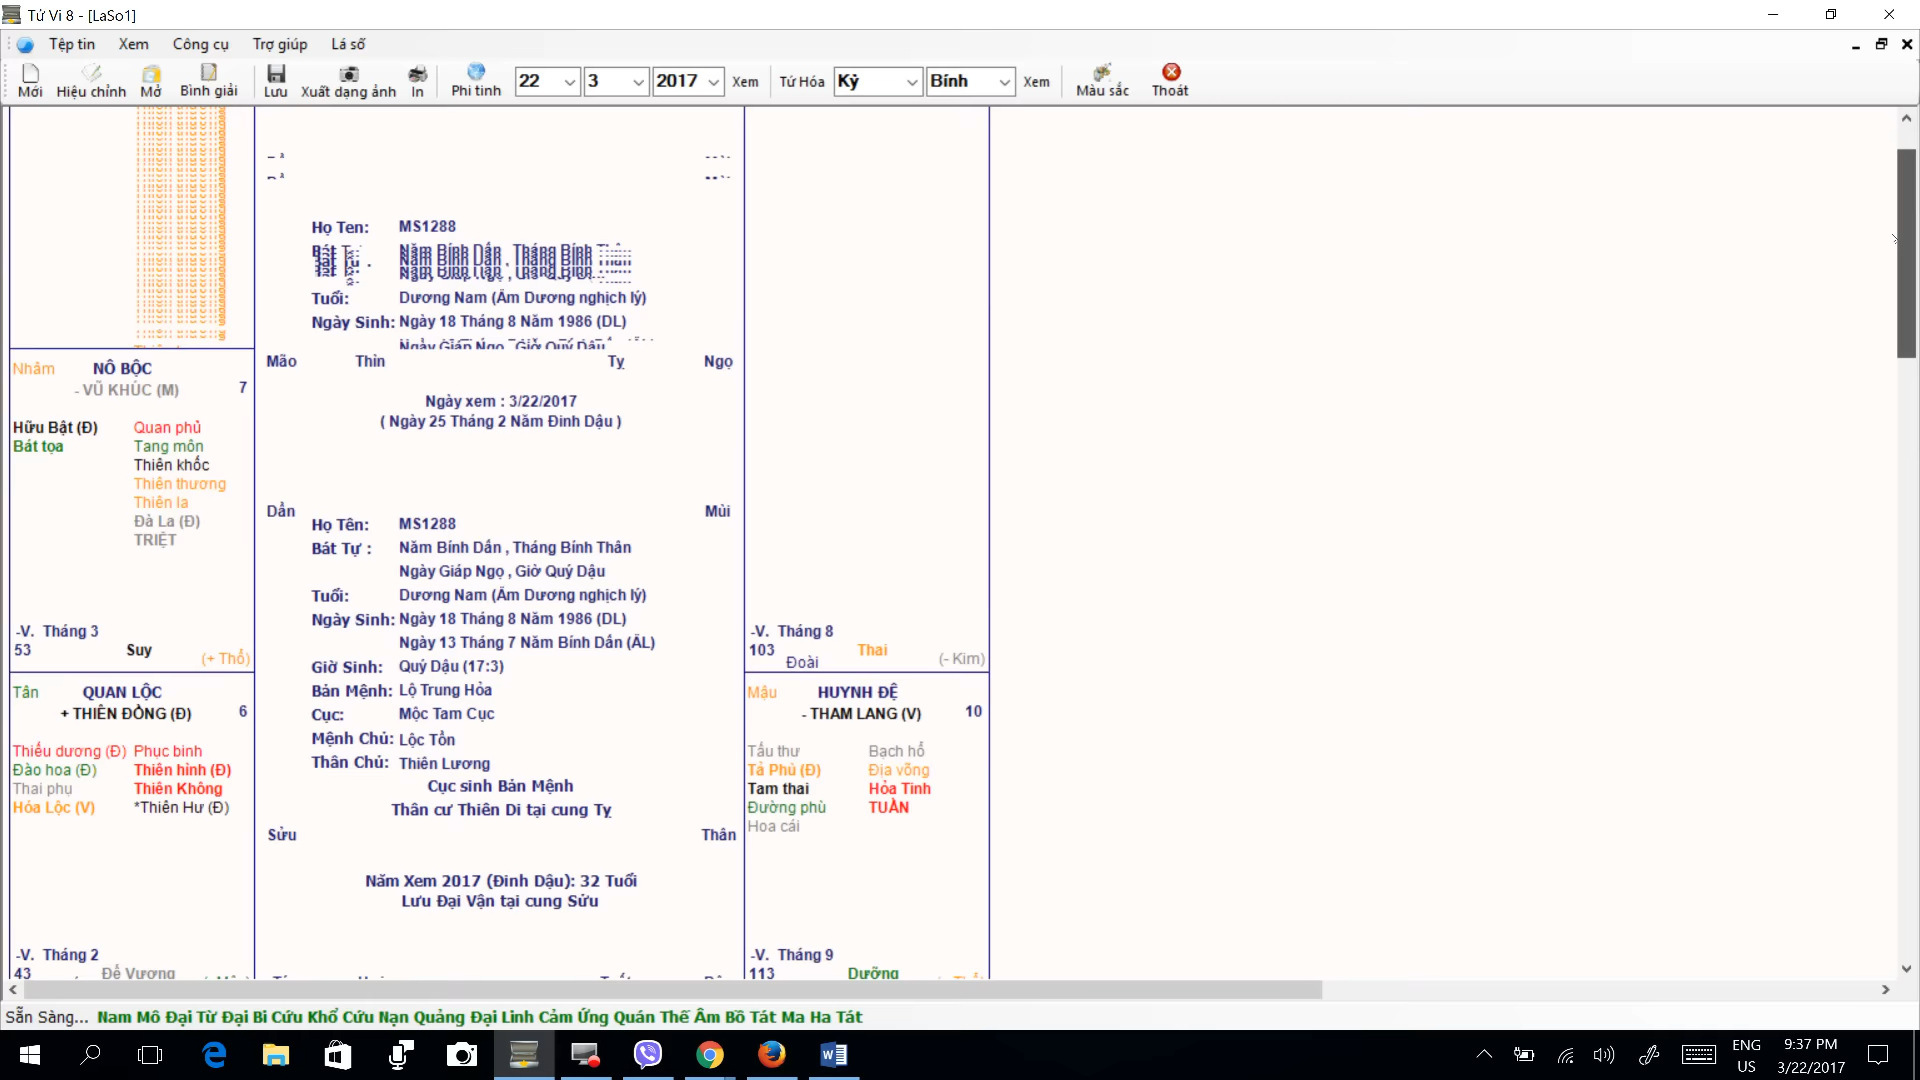 Tử Vi 8 - [LaSo1]
Tệp tin Xem Công cụ Trợ giúp Lá số
Mới Hiệu chỉnh Mở Bình giải Lưu Xuất dạng ảnh In Phi tinh 22 3 2017 Xem Tứ Hóa Kỷ Bính Xem Màu sắc Thoát
Họ Ten: MS1288
Năm Bính Dần , Tháng Bính Thân
Tuổi: Dương Nam (Âm Dương nghịch lý)
Ngày Sinh: Ngày 18 Tháng 8 Năm 1986 (DL)
Ngày Giáp Ngọ Giờ Quý Dậu
Mão Thìn Tỵ Ngọ
Nhâm NÔ BỘC
- VŨ KHÚC (M) 7
Hữu Bật (Đ) Quan phủ
Bát tọa Tang môn
Thiên khốc
Thiên thương
Thiên la
Đà La (Đ)
TRIỆT
-V. Tháng 3
53 Suy (+ Thổ)
Ngày xem : 3/22/2017
( Ngày 25 Tháng 2 Năm Đinh Dậu )
Dần Mùi
Họ Tên: MS1288
Bát Tự : Năm Bính Dần , Tháng Bính Thân
Ngày Giáp Ngọ , Giờ Quý Dậu
Tuổi: Dương Nam (Âm Dương nghịch lý)
Ngày Sinh: Ngày 18 Tháng 8 Năm 1986 (DL)
Ngày 13 Tháng 7 Năm Bính Dần (ÂL)
Giờ Sinh: Quý Dậu (17:3)
Bản Mệnh: Lộ Trung Hỏa
Cục: Mộc Tam Cục
Mệnh Chủ: Lộc Tồn
Thân Chủ: Thiên Lương
Cục sinh Bản Mệnh
Thân cư Thiên Di tại cung Tỵ
Sửu Thân
Năm Xem 2017 (Đinh Dậu): 32 Tuổi
Lưu Đại Vận tại cung Sửu
-V. Tháng 8
103 Đoài Thai (- Kim)
Tân QUAN LỘC
+ THIÊN ĐỒNG (Đ) 6
Thiếu dương (Đ) Phục binh
Đào hoa (Đ) Thiên hình (Đ)
Thai phụ Thiên Không
Hóa Lộc (V) *Thiên Hư (Đ)
-V. Tháng 2
43 Đế Vượng
Mậu HUYNH ĐỆ
- THAM LANG (V) 10
Tấu thư Bạch hổ
Tả Phù (Đ) Địa võng
Tam thai Hỏa Tinh
Đường phù TUẦN
Hoa cái
-V. Tháng 9
113 Dưỡng
Sẵn Sàng... Nam Mô Đại Từ Đại Bi Cứu Khổ Cứu Nạn Quảng Đại Linh Cảm Ứng Quán Thế Âm Bồ Tát Ma Ha Tát
ENG
US
9:37 PM
3/22/2017